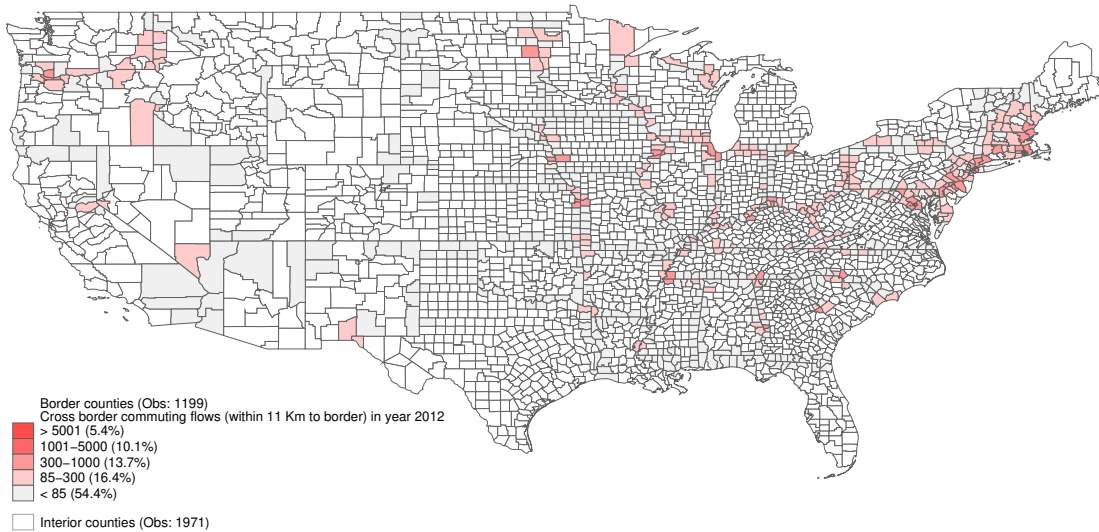 Border counties (Obs: 1199)
Cross border commuting flows (within 11 Km to border) in year 2012
> 5001 (5.4%)
1001−5000 (10.1%)
300−1000 (13.7%)
85−300 (16.4%)
< 85 (54.4%)
Interior counties (Obs: 1971)